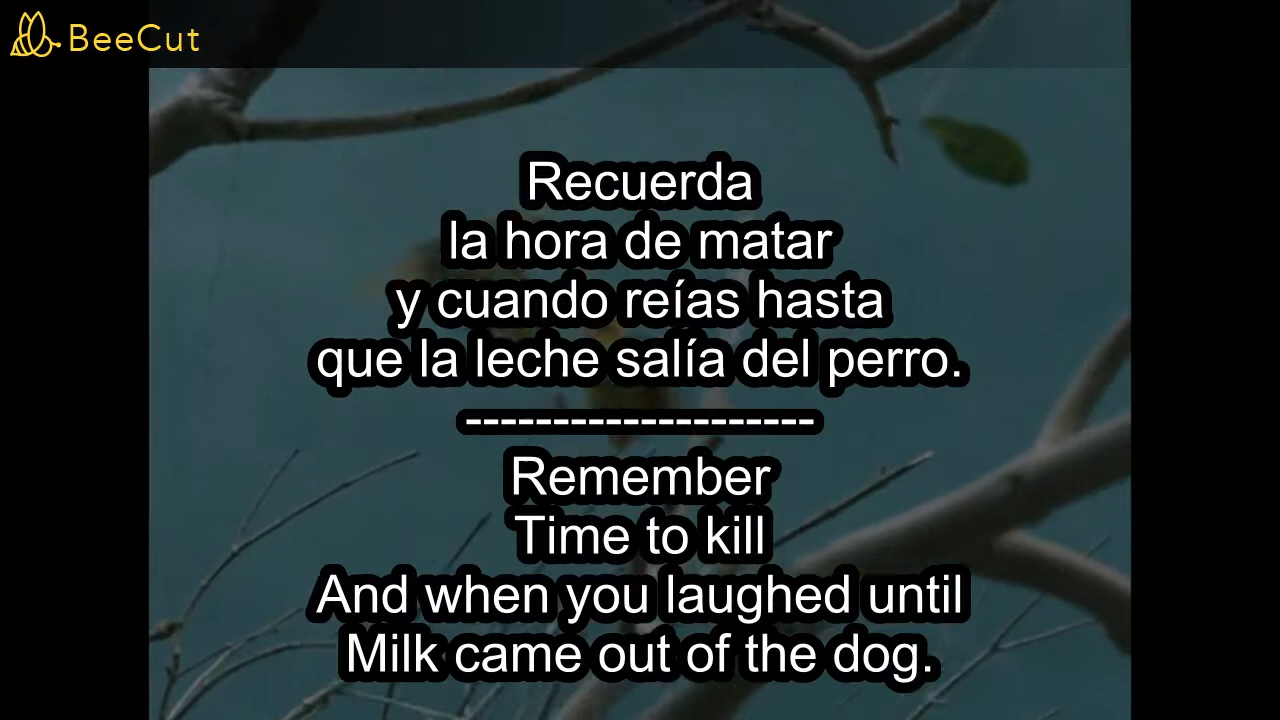 BeeCut
Recuerda
la hora de matar
y cuando reías hasta
que la leche salía del perro.
--------------------
Remember
Time to kill
And when you laughed until
Milk came out of the dog.